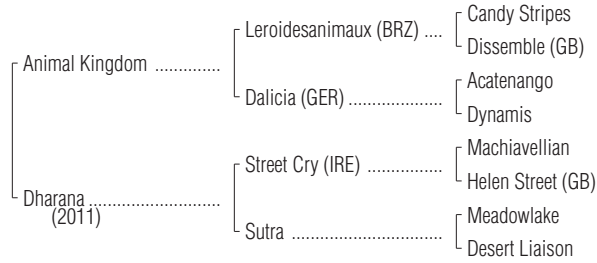 Candy Stripes
Leroidesanimaux (BRZ) ....
Dissemble (GB)
Animal Kingdom .............
Acatenango
Dalicia (GER) ....................
Dynamis
Machiavellian
Street Cry (IRE) ................
Helen Street (GB)
Dharana ............................
(2011)
Meadowlake
Sutra ................................
Desert Liaison